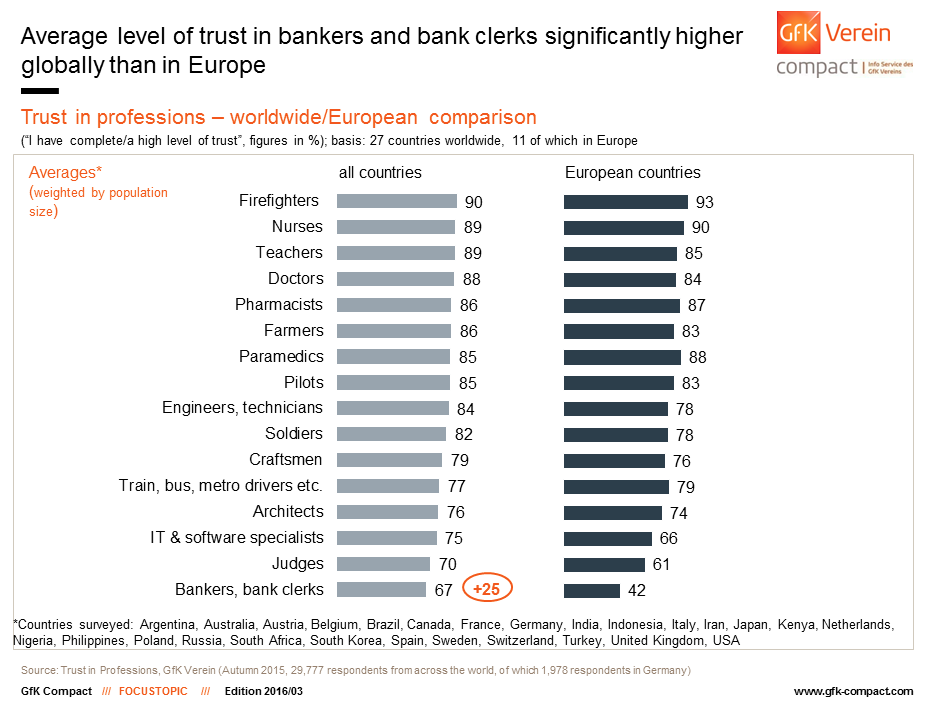 Average level of trust in bankers and bank clerks significantly higher
globally than in Europe
GfK Verein
compact | Info Service des
GfK Vereins
Trust in professions – worldwide/European comparison
(“I have complete/a high level of trust”, figures in %); basis: 27 countries worldwide, 11 of which in Europe
Averages*
(weighted by population
size)
all countries European countries
Firefighters 90 93
Nurses 89 90
Teachers 89 85
Doctors 88 84
Pharmacists 86 87
Farmers 86 83
Paramedics 85 88
Pilots 85 83
Engineers, technicians 84 78
Soldiers 82 78
Craftsmen 79 76
Train, bus, metro drivers etc. 77 79
Architects 76 74
IT & software specialists 75 66
Judges 70 61
Bankers, bank clerks 67 +25 42
*Countries surveyed: Argentina, Australia, Austria, Belgium, Brazil, Canada, France, Germany, India, Indonesia, Italy, Iran, Japan, Kenya, Netherlands,
Nigeria, Philippines, Poland, Russia, South Africa, South Korea, Spain, Sweden, Switzerland, Turkey, United Kingdom, USA
Source: Trust in Professions, GfK Verein (Autumn 2015, 29,777 respondents from across the world, of which 1,978 respondents in Germany)
GfK Compact /// FOCUSTOPIC /// Edition 2016/03 www.gfk-compact.com